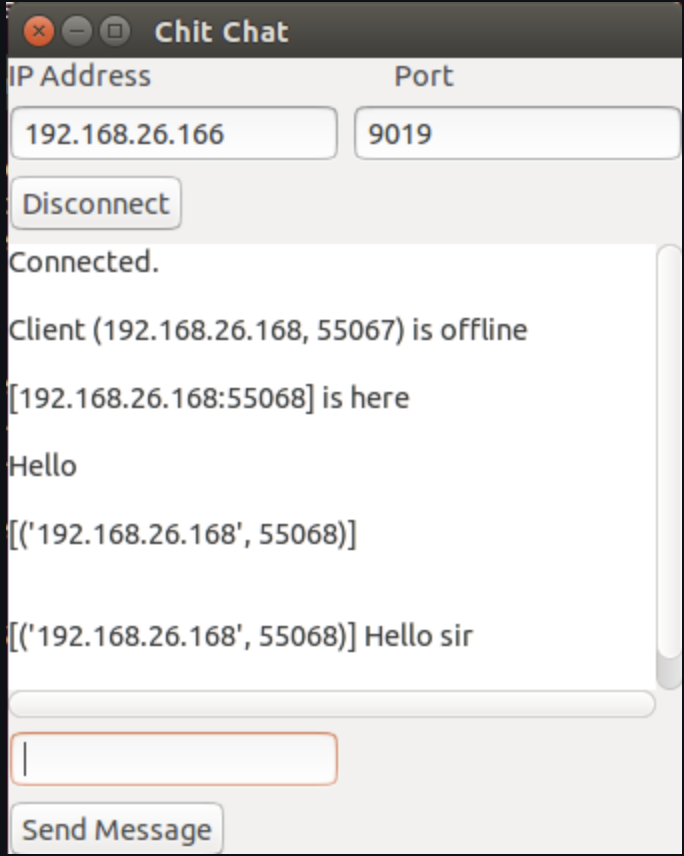 Chit Chat
IP Address Port
192.168.26.166 9019
Disconnect
Connected.
Client (192.168.26.168, 55067) is offline
[192.168.26.168:55068] is here
Hello
[('192.168.26.168', 55068)]
[('192.168.26.168', 55068)] Hello sir
Send Message